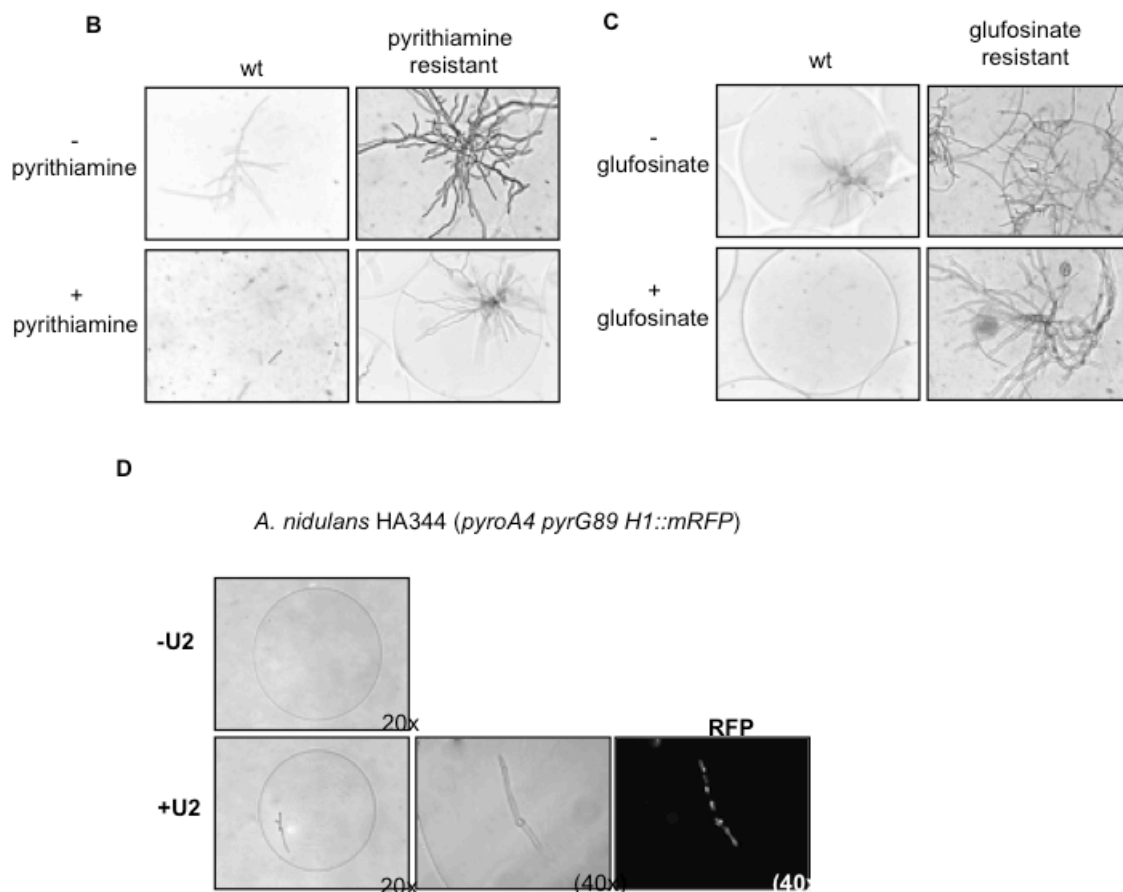 B
wt
pyrithiamine
resistant
-
pyrithiamine
+
pyrithiamine
C
wt
glufosinate
resistant
-
glufosinate
+
glufosinate
D
A. nidulans HA344 (pyroA4 pyrG89 H1::mRFP)
-U2
20x
+U2
20x
(40x)
RFP
(40x